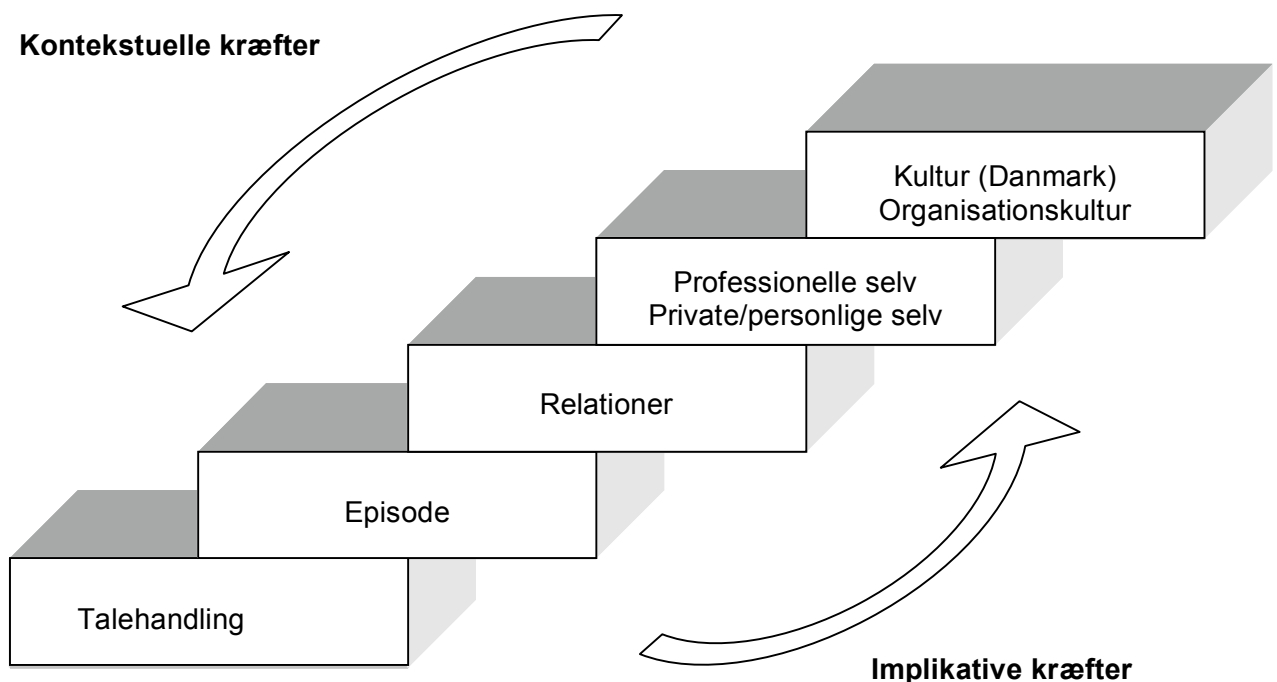 Kontekstuelle kræfter
Kultur (Danmark)
Organisationskultur
Professionelle selv
Private/personlige selv
Relationer
Episode
Talehandling
Implikative kræfter